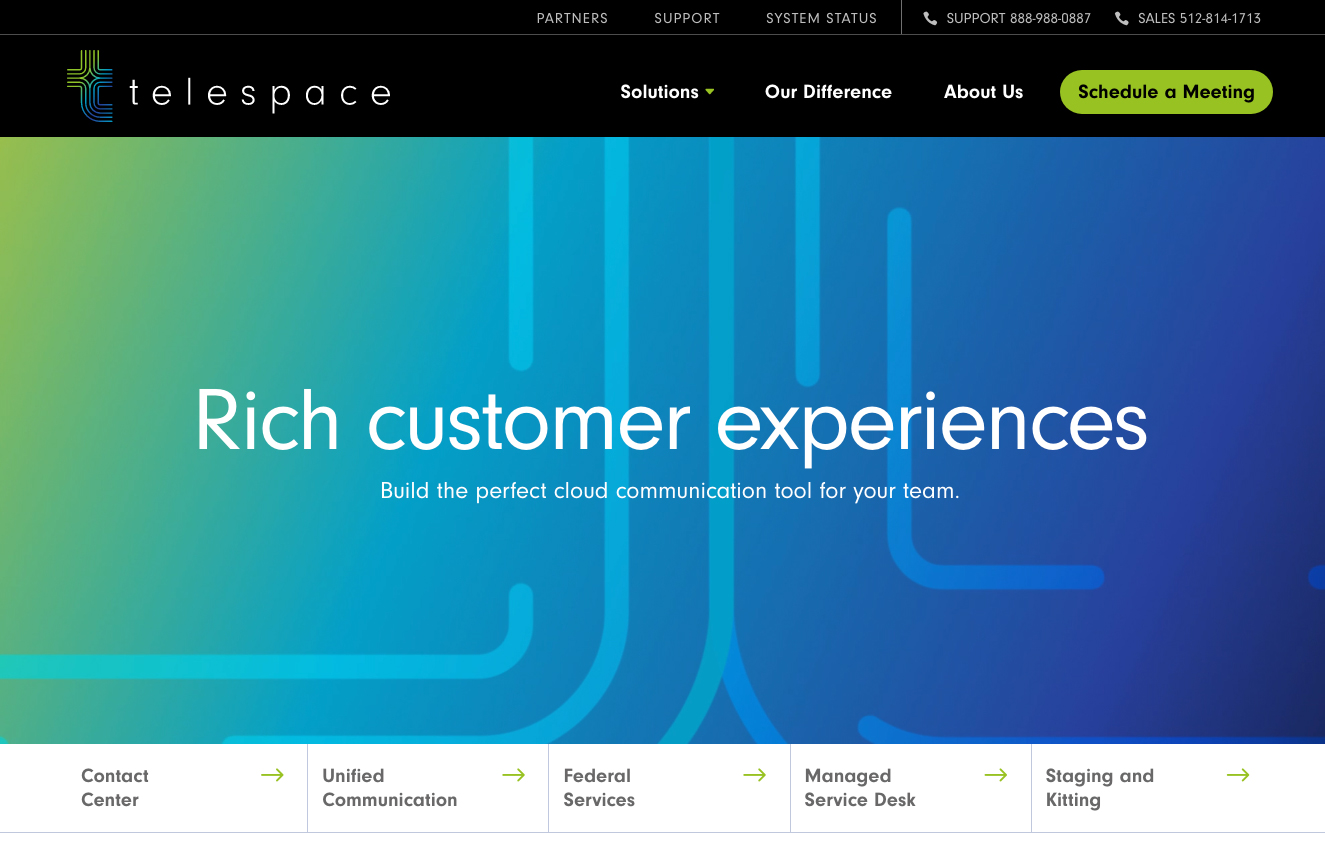 PARTNERS SUPPORT SYSTEM STATUS SUPPORT 888-988-0887 SALES 512-814-1713
telespace Solutions Our Difference About Us Schedule a Meeting
Rich customer experiences
Build the perfect cloud communication tool for your team.
Contact
Center
Unified
Communication
Federal
Services
Managed
Service Desk
Staging and
Kitting